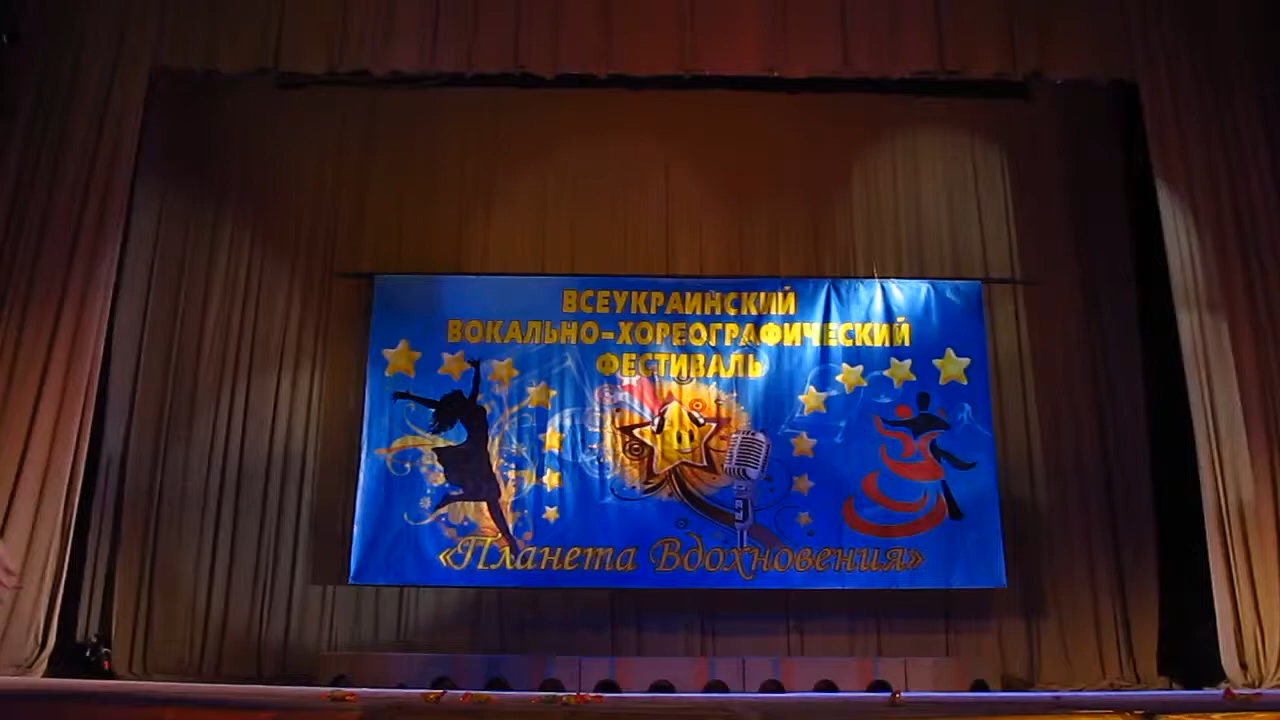 ВСЕУКРАИНСКИЙ
ВОКАЛЬНО-ХОРЕОГРАФИЧЕСКИЙ
ФЕСТИВАЛЬ
«Планета Вдохновения»